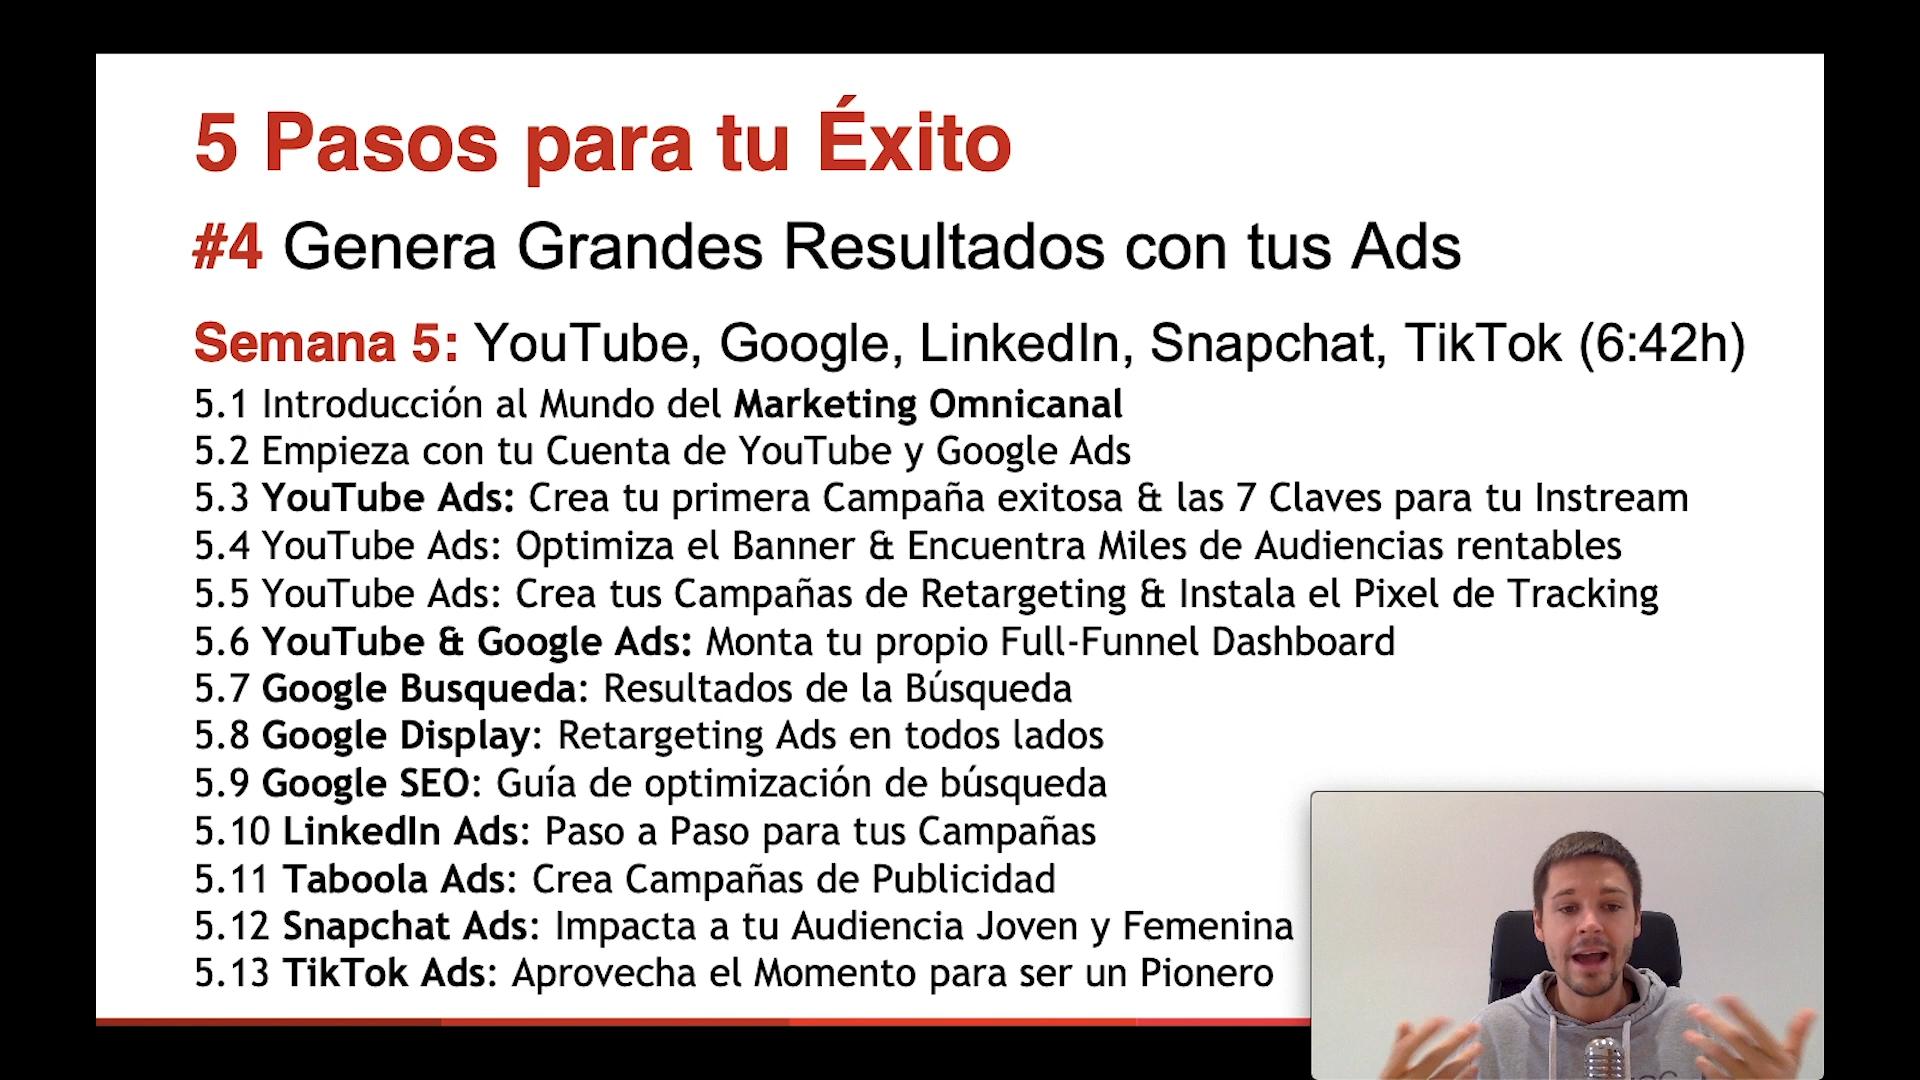 5 Pasos para tu Éxito
#4 Genera Grandes Resultados con tus Ads
Semana 5: YouTube, Google, LinkedIn, Snapchat, TikTok (6:42h)
5.1 Introducción al Mundo del Marketing Omnicanal
5.2 Empieza con tu Cuenta de YouTube y Google Ads
5.3 YouTube Ads: Crea tu primera Campaña exitosa & las 7 Claves para tu Instream
5.4 YouTube Ads: Optimiza el Banner & Encuentra Miles de Audiencias rentables
5.5 YouTube Ads: Crea tus Campañas de Retargeting & Instala el Pixel de Tracking
5.6 YouTube & Google Ads: Monta tu propio Full-Funnel Dashboard
5.7 Google Busqueda: Resultados de la Búsqueda
5.8 Google Display: Retargeting Ads en todos lados
5.9 Google SEO: Guía de optimización de búsqueda
5.10 LinkedIn Ads: Paso a Paso para tus Campañas
5.11 Taboola Ads: Crea Campañas de Publicidad
5.12 Snapchat Ads: Impacta a tu Audiencia Joven y Femenina
5.13 TikTok Ads: Aprovecha el Momento para ser un Pionero